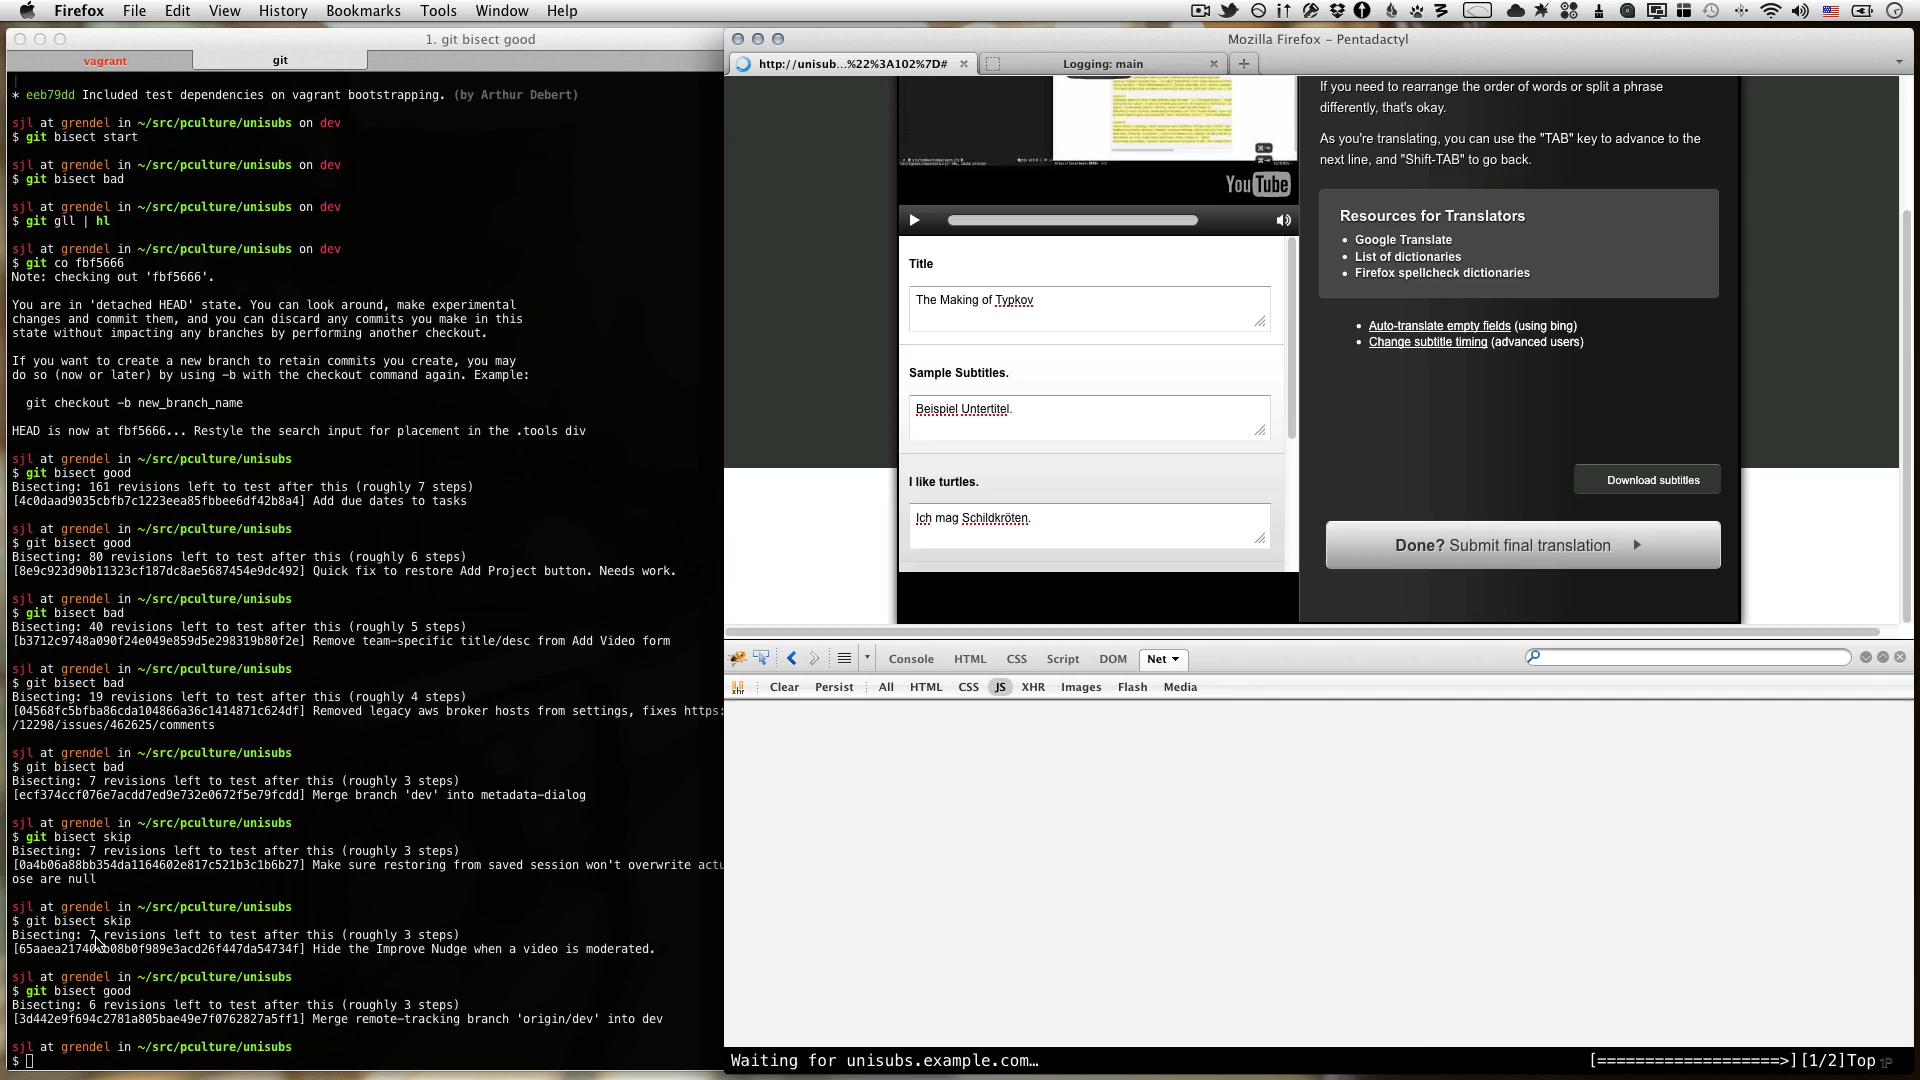 Firefox File Edit View History Bookmarks Tools Window Help
1. git bisect good
vagrant git
* eeb79dd Included test dependencies on vagrant bootstrapping. (by Arthur Debert)
sjl at grendel in ~/src/pculture/unisubs on dev
$ git bisect start
sjl at grendel in ~/src/pculture/unisubs on dev
$ git bisect bad
sjl at grendel in ~/src/pculture/unisubs on dev
$ git gll | hl
sjl at grendel in ~/src/pculture/unisubs on dev
$ git co fbf5666
Note: checking out 'fbf5666'.
You are in 'detached HEAD' state. You can look around, make experimental
changes and commit them, and you can discard any commits you make in this
state without impacting any branches by performing another checkout.
If you want to create a new branch to retain commits you create, you may
do so (now or later) by using -b with the checkout command again. Example:
git checkout -b new_branch_name
HEAD is now at fbf5666... Restyle the search input for placement in the .tools div
sjl at grendel in ~/src/pculture/unisubs
$ git bisect good
Bisecting: 161 revisions left to test after this (roughly 7 steps)
[4c0daad9035cbfb7c1223eea85fbbee6df42b8a4] Add due dates to tasks
sjl at grendel in ~/src/pculture/unisubs
$ git bisect good
Bisecting: 80 revisions left to test after this (roughly 6 steps)
[8e9c923d90b11323cf187dc8ae5687454e9dc492] Quick fix to restore Add Project button. Needs work.
sjl at grendel in ~/src/pculture/unisubs
$ git bisect bad
Bisecting: 40 revisions left to test after this (roughly 5 steps)
[b3712c9748a090f24e049e859d5e298319b80f2e] Remove team-specific title/desc from Add Video form
sjl at grendel in ~/src/pculture/unisubs
$ git bisect bad
Bisecting: 19 revisions left to test after this (roughly 4 steps)
[04568fc5bfba86cda104866a36c1414871c624df] Removed legacy aws broker hosts from settings, fixes https:
/12298/issues/462625/comments
sjl at grendel in ~/src/pculture/unisubs
$ git bisect bad
Bisecting: 7 revisions left to test after this (roughly 3 steps)
[ecf374ccf076e7acdd7ed9e732e0672f5e79fcdd] Merge branch 'dev' into metadata-dialog
sjl at grendel in ~/src/pculture/unisubs
$ git bisect skip
Bisecting: 7 revisions left to test after this (roughly 3 steps)
[0a4b06a88bb354da1164602e817c521b3c1b6b27] Make sure restoring from saved session won't overwrite actu
ose are null
sjl at grendel in ~/src/pculture/unisubs
$ git bisect skip
Bisecting: 7 revisions left to test after this (roughly 3 steps)
Hide the Improve Nudge when a video is moderated.
sjl at grendel in ~/src/pculture/unisubs
$ git bisect good
Bisecting: 6 revisions left to test after this (roughly 3 steps)
[3d442e9f694c2781a805bae49e7f0762827a5ff1] Merge remote-tracking branch 'origin/dev' into dev
sjl at grendel in ~/src/pculture/unisubs
$
Mozilla Firefox - Pentadactyl
http://unisub...%22%3A102%7D# Logging: main
YouTube
Title
The Making of Typkov
Sample Subtitles.
Beispiel Untertitel.
I like turtles.
Ich mag Schildkröten.
If you need to rearrange the order of words or split a phrase
differently, that's okay.
As you're translating, you can use the "TAB" key to advance to the
next line, and "Shift-TAB" to go back.
Resources for Translators
• Google Translate
• List of dictionaries
• Firefox spellcheck dictionaries
• Auto-translate empty fields (using bing)
• Change subtitle timing (advanced users)
Download subtitles
Done? Submit final translation
Console HTML CSS Script DOM Net
Clear Persist All HTML CSS JS XHR Images Flash Media
Waiting for unisubs.example.com… [===================>][1/2]Top